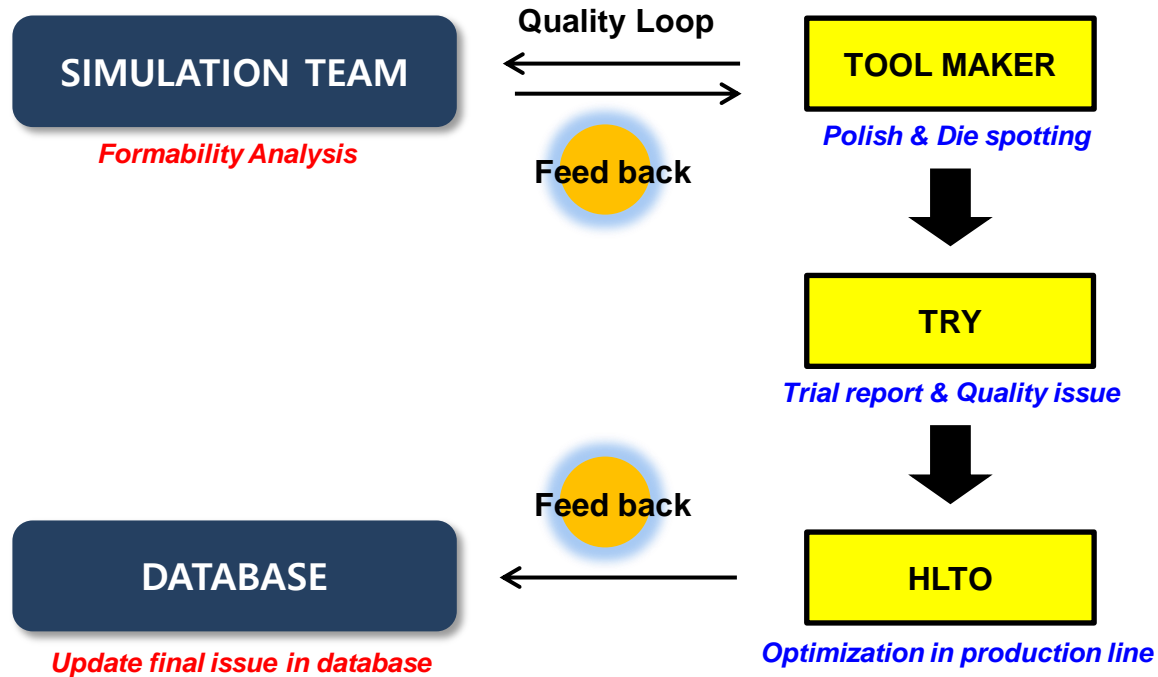 Quality Loop
SIMULATION TEAM
TOOL MAKER
Formability Analysis
Polish & Die spotting
Feed back
TRY
Trial report & Quality issue
Feed back
DATABASE
HLTO
Update final issue in database
Optimization in production line